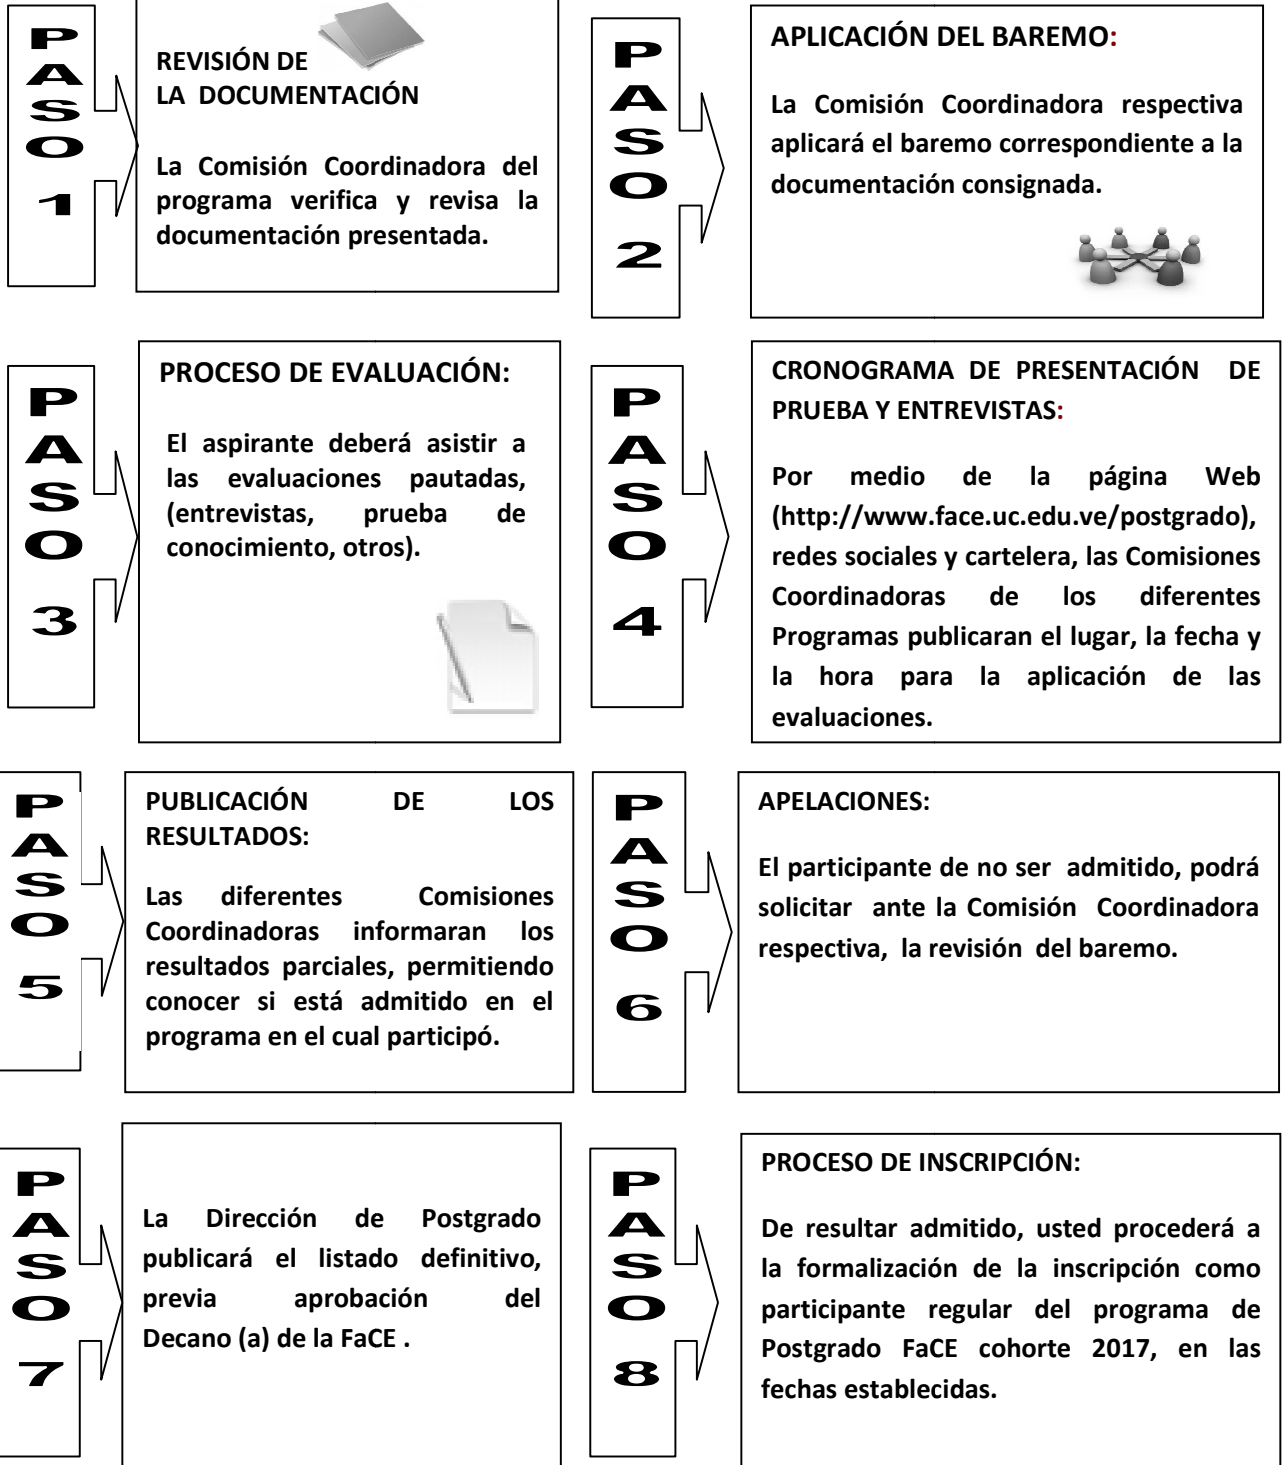 PASO 1
REVISIÓN DE
LA DOCUMENTACIÓN
La Comisión Coordinadora del
programa verifica y revisa la
documentación presentada.
PASO 2
APLICACIÓN DEL BAREMO:
La Comisión Coordinadora respectiva
aplicará el baremo correspondiente a la
documentación consignada.
PASO 3
PROCESO DE EVALUACIÓN:
El aspirante deberá asistir a
las evaluaciones pautadas,
(entrevistas, prueba de
conocimiento, otros).
PASO 4
CRONOGRAMA DE PRESENTACIÓN DE
PRUEBA Y ENTREVISTAS:
Por medio de la página Web
(http://www.face.uc.edu.ve/postgrado),
redes sociales y cartelera, las Comisiones
Coordinadoras de los diferentes
Programas publicaran el lugar, la fecha y
la hora para la aplicación de las
evaluaciones.
PASO 5
PUBLICACIÓN DE LOS
RESULTADOS:
Las diferentes Comisiones
Coordinadoras informaran los
resultados parciales, permitiendo
conocer si está admitido en el
programa en el cual participó.
PASO 6
APELACIONES:
El participante de no ser admitido, podrá
solicitar ante la Comisión Coordinadora
respectiva, la revisión del baremo.
PASO 7
La Dirección de Postgrado
publicará el listado definitivo,
previa aprobación del
Decano (a) de la FaCE .
PASO 8
PROCESO DE INSCRIPCIÓN:
De resultar admitido, usted procederá a
la formalización de la inscripción como
participante regular del programa de
Postgrado FaCE cohorte 2017, en las
fechas establecidas.